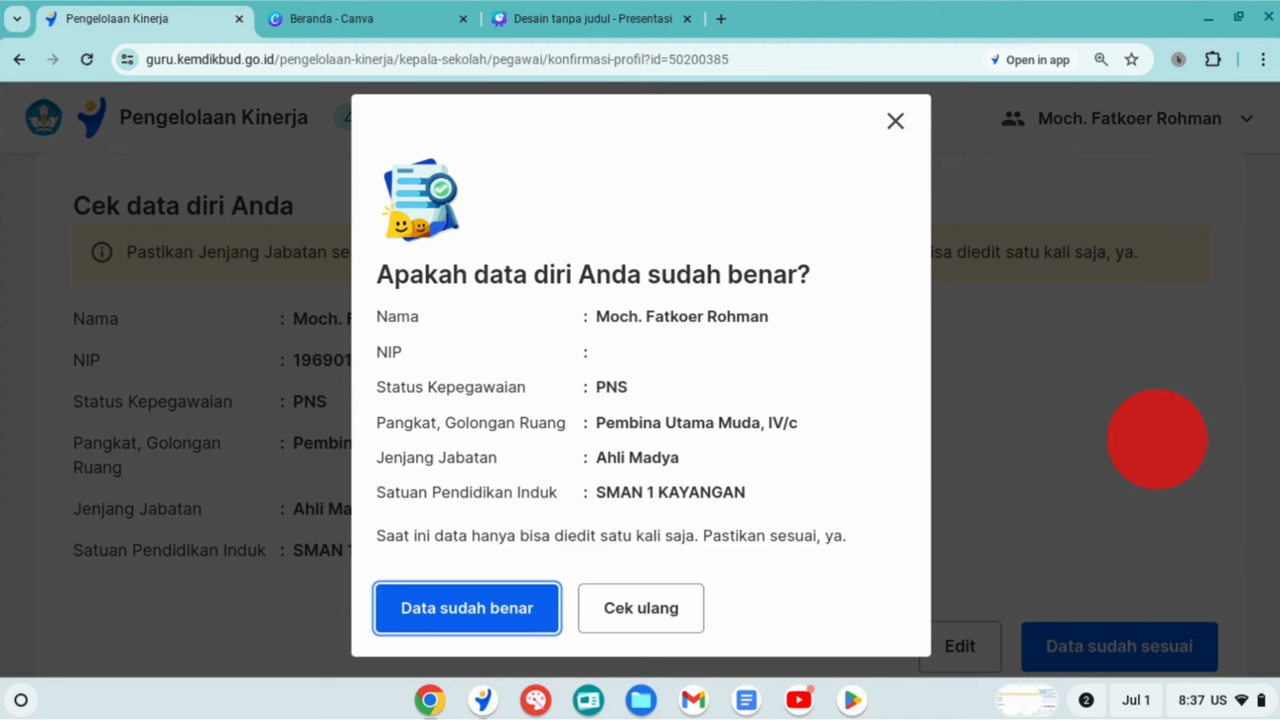 Pengelolaan Kinerja
Beranda - Canva
Desain tanpa judul - Presentasi
guru.kemdikbud.go.id/pengelolaan-kinerja/kepala-sekolah/pegawai/konfirmasi-profil?id=50200385
Open in app
Pengelolaan Kinerja
Moch. Fatkoer Rohman
Cek data diri Anda
Pastikan Jenjang Jabatan se
isa diedit satu kali saja, ya.
Nama : Moch. F
NIP : 196901
Status Kepegawaian : PNS
Pangkat, Golongan Ruang : Pembin
Jenjang Jabatan : Ahli Ma
Satuan Pendidikan Induk : SMAN 1
Edit
Data sudah sesuai
Apakah data diri Anda sudah benar?
Nama : Moch. Fatkoer Rohman
NIP :
Status Kepegawaian : PNS
Pangkat, Golongan Ruang : Pembina Utama Muda, IV/c
Jenjang Jabatan : Ahli Madya
Satuan Pendidikan Induk : SMAN 1 KAYANGAN
Saat ini data hanya bisa diedit satu kali saja. Pastikan sesuai, ya.
Data sudah benar
Cek ulang
2
Jul 1
8:37 US